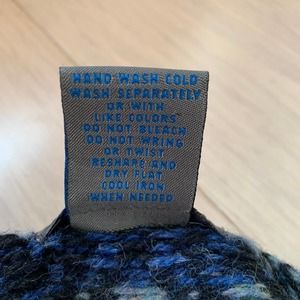 HAND WASH COLD
WASH SEPARATELY
OR WITH
LIKE COLORS
DO NOT BLEACH
DO NOT WRING
OR TWIST
RESHAPE AND
DRY FLAT
COOL IRON
WHEN NEEDED